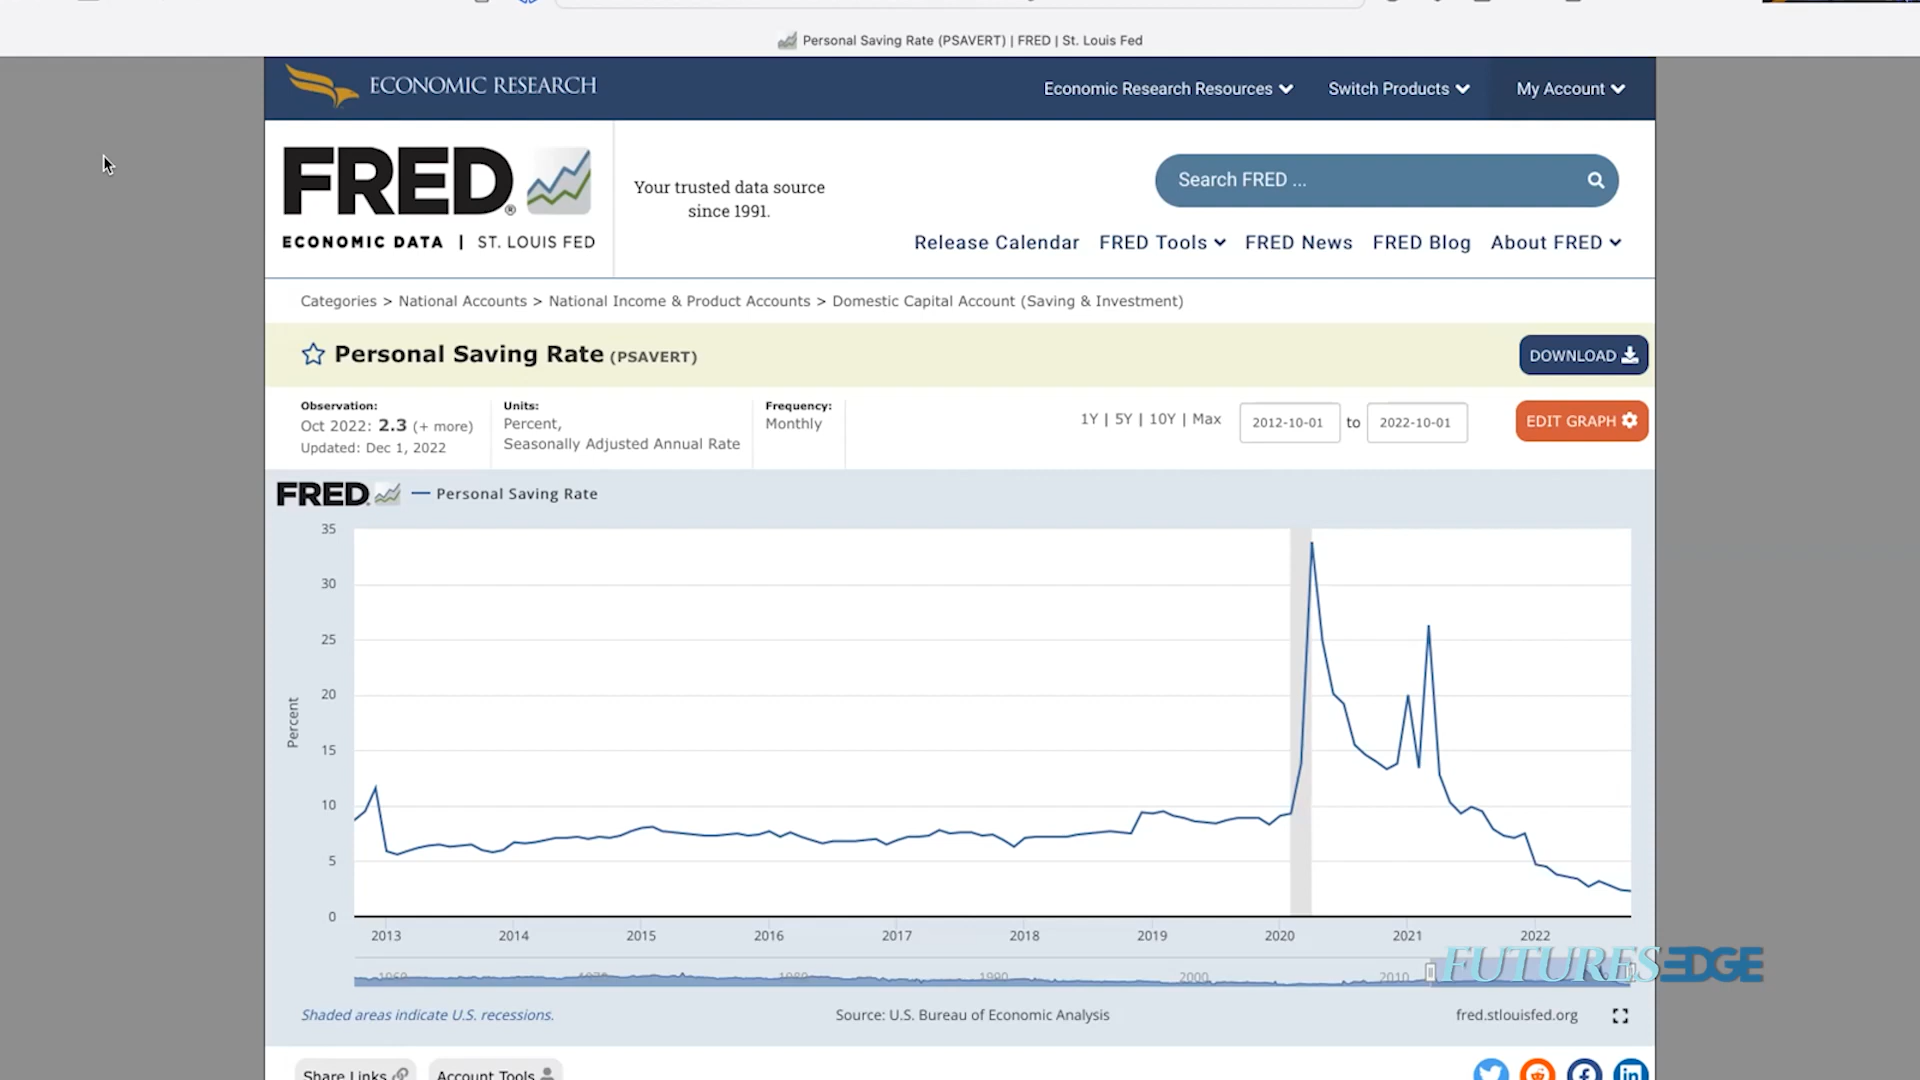 Personal Saving Rate (PSAVERT) | FRED | St. Louis Fed
ECONOMIC RESEARCH
Economic Research Resources
Switch Products
My Account
FRED®
ECONOMIC DATA | ST. LOUIS FED
Your trusted data source
since 1991.
Search FRED ...
Release Calendar
FRED Tools
FRED News
FRED Blog
About FRED
Categories > National Accounts > National Income & Product Accounts > Domestic Capital Account (Saving & Investment)
Personal Saving Rate (PSAVERT)
DOWNLOAD
Observation:
Oct 2022: 2.3 (+ more)
Updated: Dec 1, 2022
Units:
Percent,
Seasonally Adjusted Annual Rate
Frequency:
Monthly
1Y | 5Y | 10Y | Max
2012-10-01 to 2022-10-01
EDIT GRAPH
FRED
Personal Saving Rate
35
30
25
20
15
10
5
0
Percent
2013 2014 2015 2016 2017 2018 2019 2020 2021 2022
1980 1990 2000 2010
FUTURES EDGE
Shaded areas indicate U.S. recessions.
Source: U.S. Bureau of Economic Analysis
fred.stlouisfed.org
Share Links
Account Tools